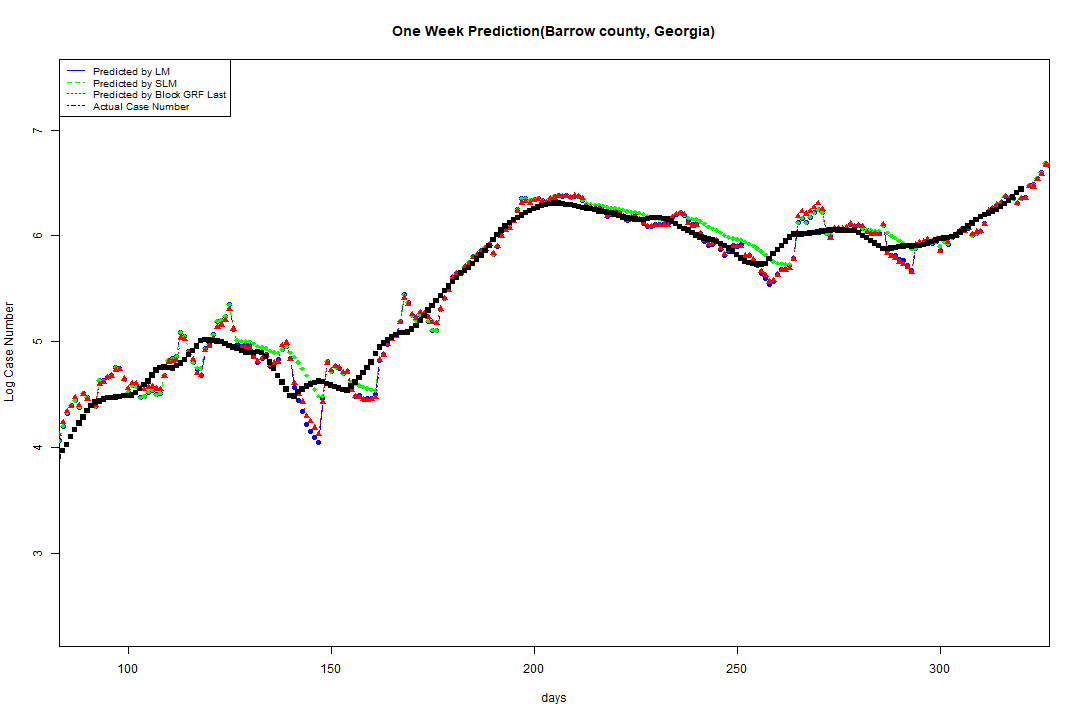 One Week Prediction(Barrow county, Georgia)
Predicted by LM
Predicted by SLM
Predicted by Block GRF Last
Actual Case Number
7
6
5
4
3
Log Case Number
100 150 200 250 300
days